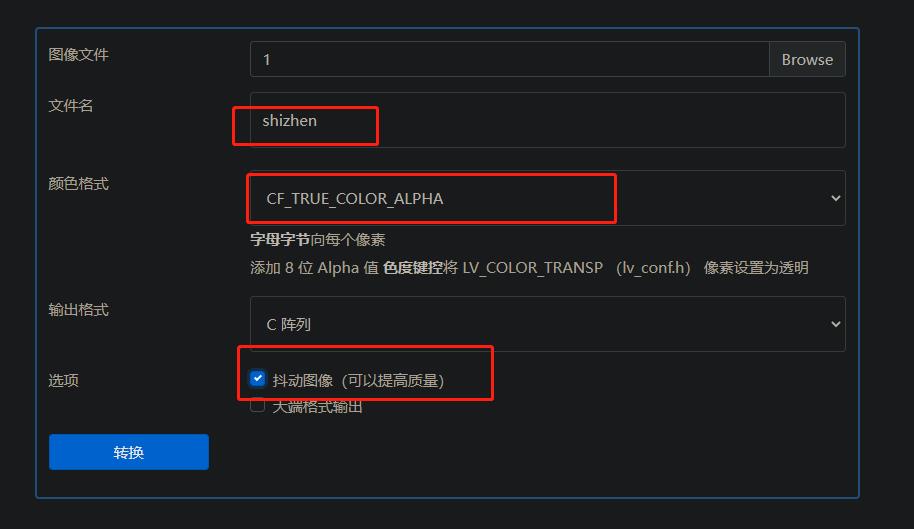 图像文件
1 Browse
文件名
shizhen
颜色格式
CF_TRUE_COLOR_ALPHA
字母字节向每个像素
添加 8 位 Alpha 值 色度键控将 LV_COLOR_TRANSP （lv_conf.h） 像素设置为透明
输出格式
C 阵列
选项
抖动图像（可以提高质量）
大端格式输出
转换